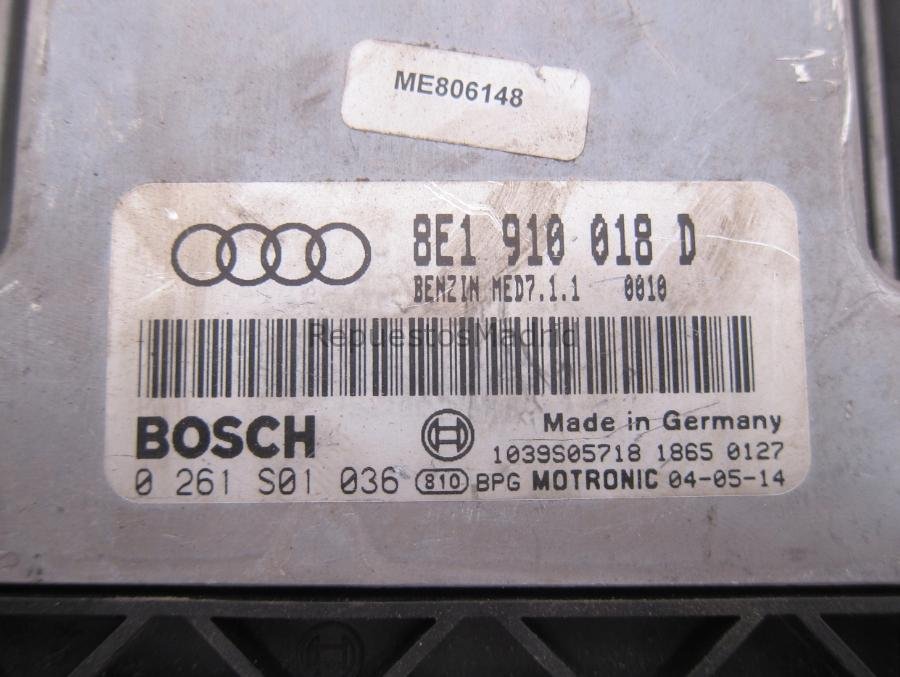 ME806148
8E1 910 018 D
BENZIN MED7.1.1 0010
RepuestosMadrid
BOSCH
Made in Germany
1039S05718 1865 0127
0 261 S01 036 810 BPG MOTRONIC 04-05-14